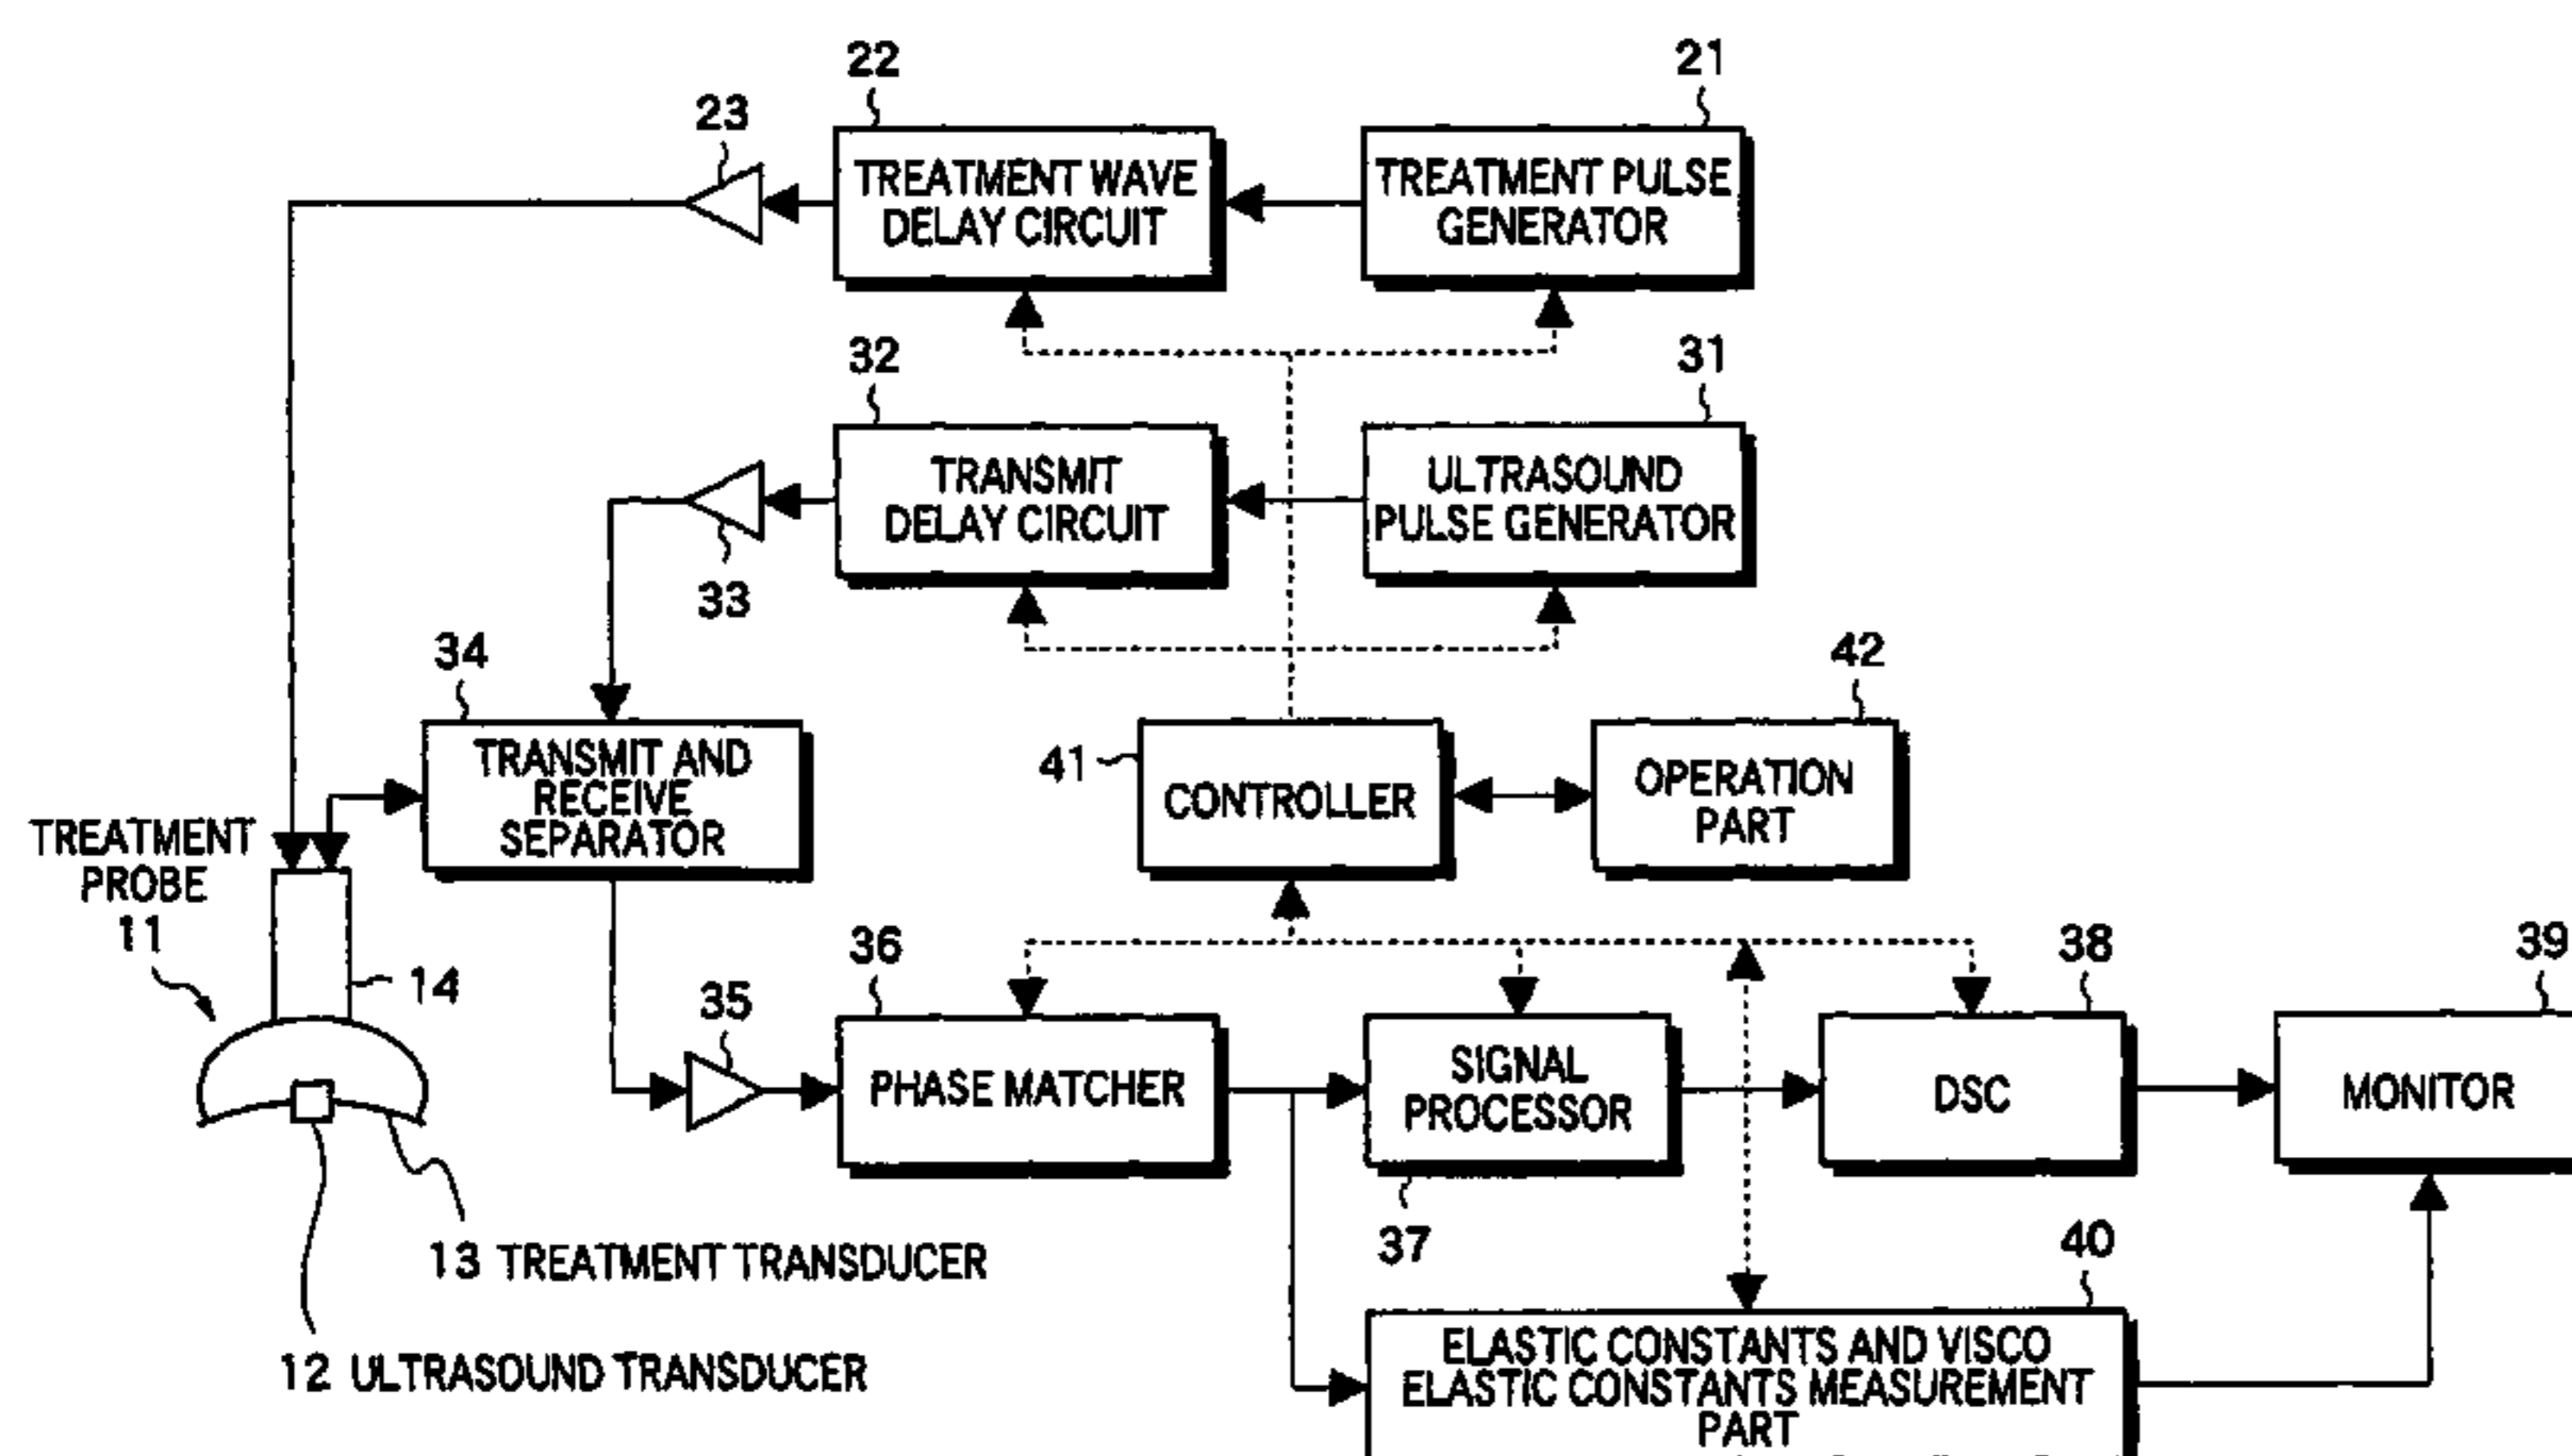 22
21
23
TREATMENT WAVE
DELAY CIRCUIT
TREATMENT PULSE
GENERATOR
32
31
TRANSMIT
DELAY CIRCUIT
ULTRASOUND
PULSE GENERATOR
33
34
42
TRANSMIT AND
RECEIVE
SEPARATOR
41
CONTROLLER
OPERATION
PART
TREATMENT
PROBE
11
14
35
36
38
39
PHASE MATCHER
SIGNAL
PROCESSOR
DSC
MONITOR
37
40
13 TREATMENT TRANSDUCER
12 ULTRASOUND TRANSDUCER
ELASTIC CONSTANTS AND VISCO
ELASTIC CONSTANTS MEASUREMENT
PART